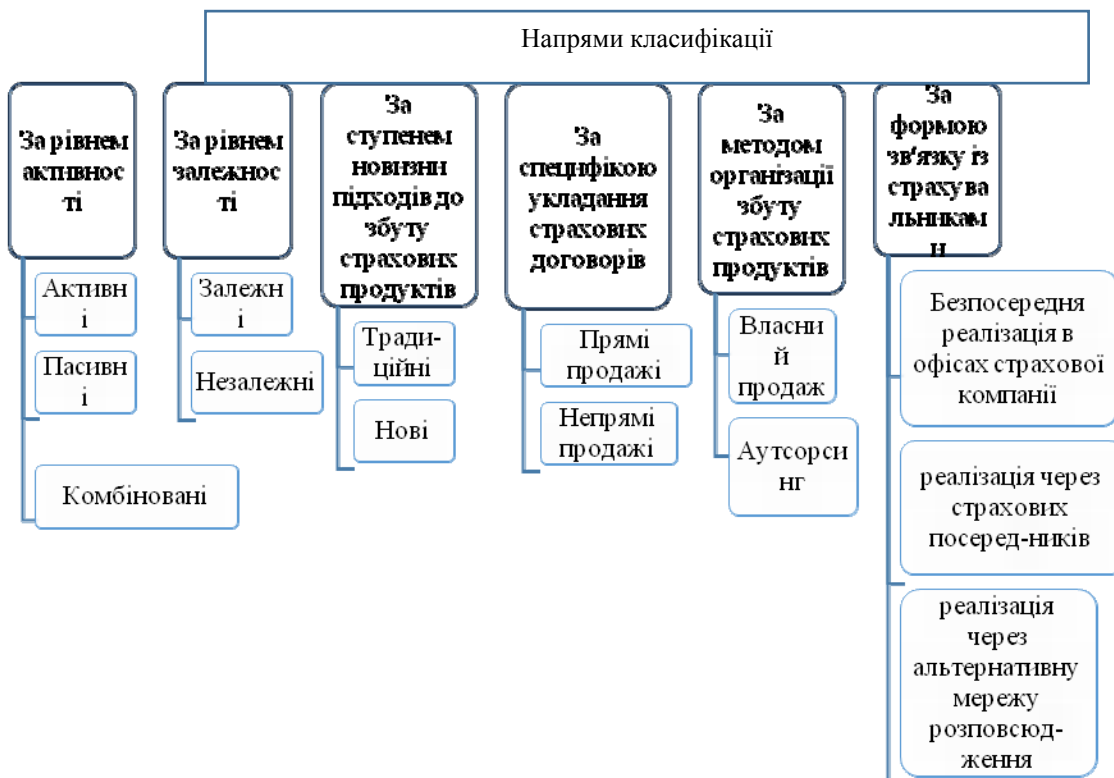 Напрями класифікації
За рівнем
активнос
ті
Активн
і
Пасивн
і
Комбіновані
За рівнем
залежнос
ті
Залежн
і
Незалежні
За
ступенем
новизни
підходів до
збуту
страхових
продуктів
Тради-
ційні
Нові
За
специфікою
укладання
страхових
договорів
Прямі
продажі
Непрямі
продажі
За
методом
організації
збуту
страхових
продуктів
Власни
й
продаж
Аутсорси
нг
За
формою
зв'язку із
страхува
льникам
и
Безпосередня
реалізація в
офісах страхової
компанії
реалізація через
страхових
посеред-ників
реалізація
через
альтернативну
мережу
розповсюд-
ження